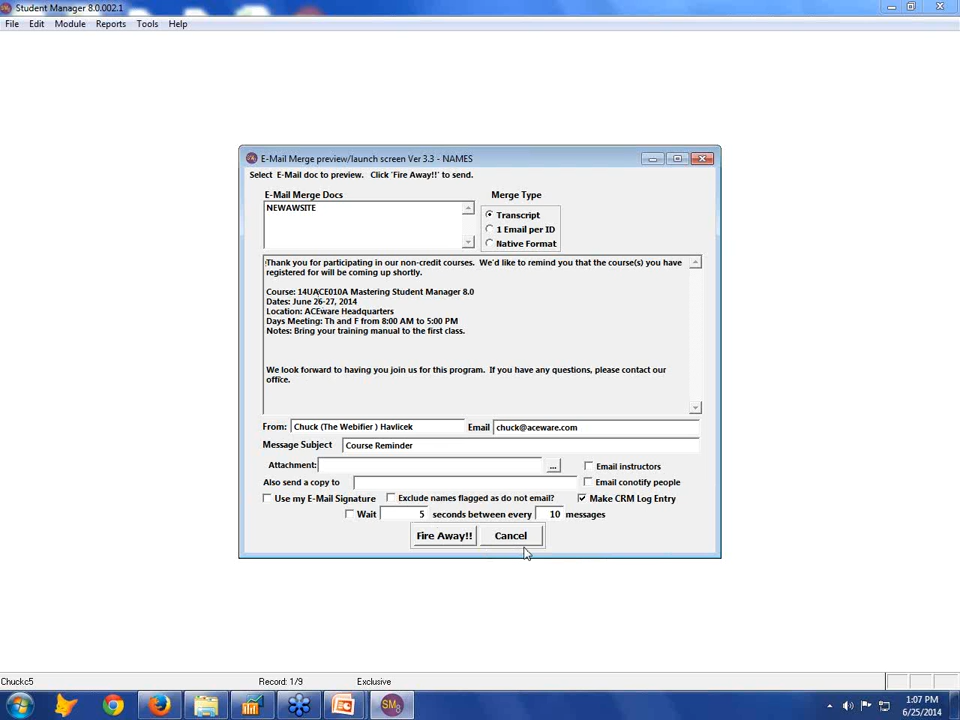 Student Manager 8.0.002.1
File Edit Module Reports Tools Help
E-Mail Merge preview/launch screen Ver 3.3 - NAMES
Select E-Mail doc to preview. Click 'Fire Away!!' to send.
E-Mail Merge Docs
Merge Type
NEWAWSITE
Transcript
1 Email per ID
Native Format
Thank you for participating in our non-credit courses. We'd like to remind you that the course(s) you have
registered for will be coming up shortly.
Course: 14UACE010A Mastering Student Manager 8.0
Dates: June 26-27, 2014
Location: ACEware Headquarters
Days Meeting: Th and F from 8:00 AM to 5:00 PM
Notes: Bring your training manual to the first class.
We look forward to having you join us for this program. If you have any questions, please contact our
office.
From: Chuck (The Webifier ) Havlicek Email chuck@aceware.com
Message Subject Course Reminder
Attachment: ... Email instructors
Also send a copy to Email conotify people
Use my E-Mail Signature Exclude names flagged as do not email? Make CRM Log Entry
Wait 5 seconds between every 10 messages
Fire Away!! Cancel
Chuckc5 Record: 1/9 Exclusive
SM8
1:07 PM
6/25/2014